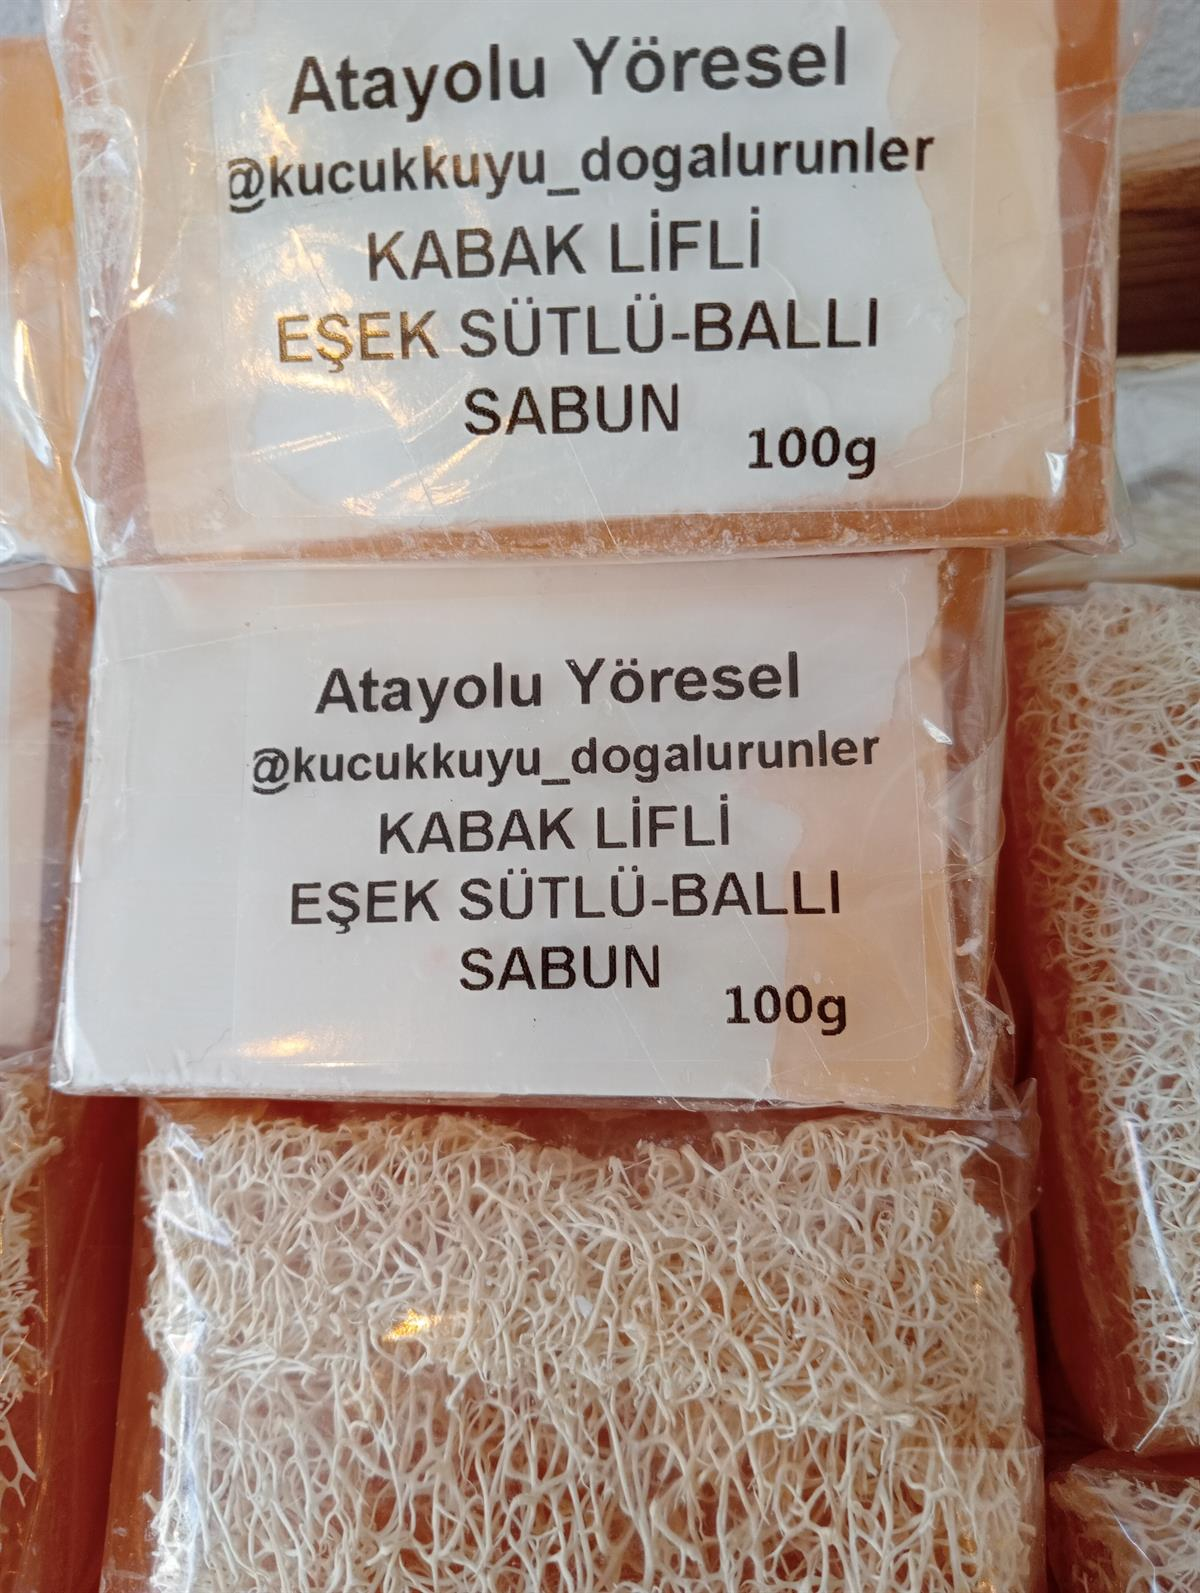 Atayolu Yöresel
@kucukkuyu_dogalurunler
KABAK LİFLİ
EŞEK SÜTLÜ-BALLI
SABUN
100g
Atayolu Yöresel
@kucukkuyu_dogalurunler
KABAK LİFLİ
EŞEK SÜTLÜ-BALLI
SABUN
100g